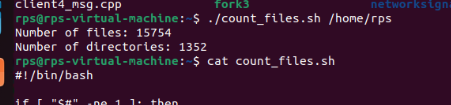 client4_msg.cpp fork3 networksigna
rps@rps-virtual-machine:~$ ./count_files.sh /home/rps
Number of files: 15754
Number of directories: 1352
rps@rps-virtual-machine:~$ cat count_files.sh
#!/bin/bash
if [ "$#" -ne 1 ]; then